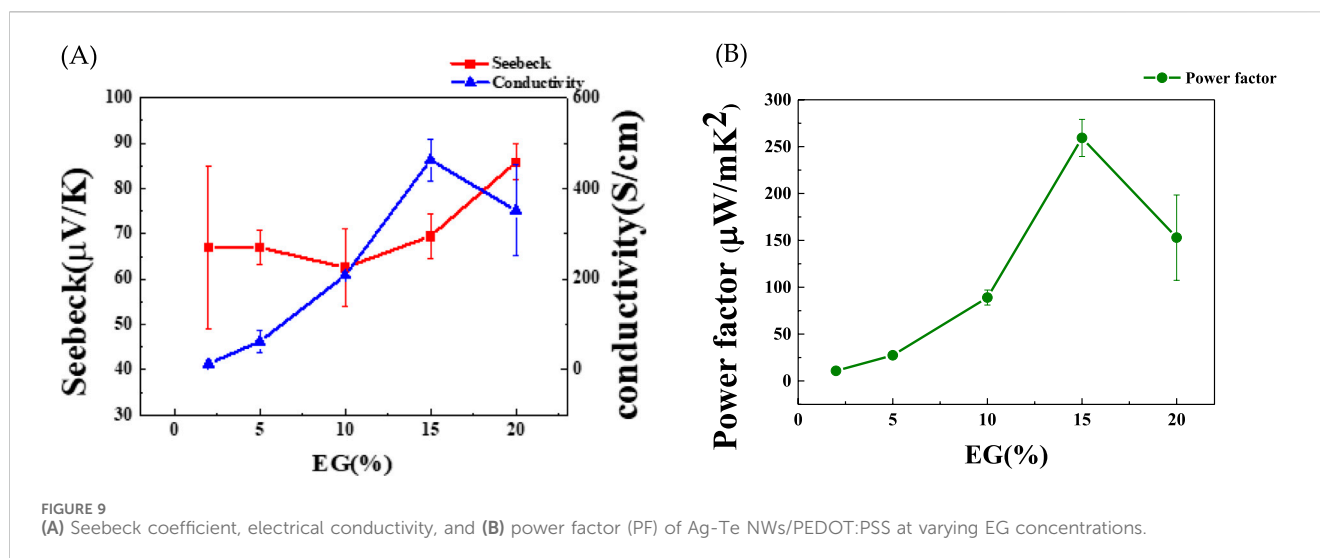 (A)
Seebeck
Conductivity
100
90
80
70
60
50
40
30
600
400
200
0
0
5
10
15
20
Seebeck(μV/K)
conductivity(S/cm)
EG(%)
(B)
Power factor
300
250
200
150
100
50
0
0
5
10
15
20
Power factor (μW/mK²)
EG(%)
FIGURE 9
(A) Seebeck coefficient, electrical conductivity, and (B) power factor (PF) of Ag-Te NWs/PEDOT:PSS at varying EG concentrations.